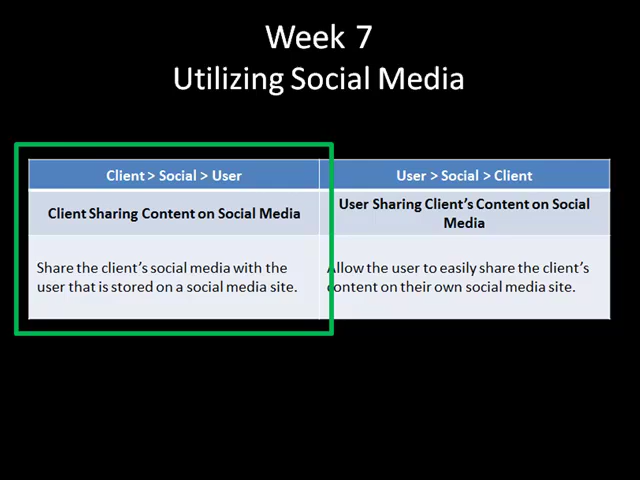 Week 7
Utilizing Social Media
Client > Social > User
User > Social > Client
Client Sharing Content on Social Media
User Sharing Client's Content on Social
Media
Share the client's social media with the
user that is stored on a social media site.
Allow the user to easily share the client's
content on their own social media site.